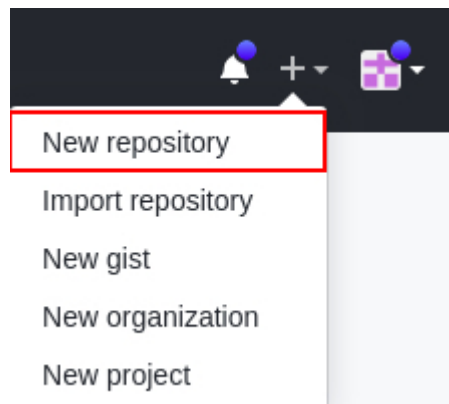 New repository
Import repository
New gist
New organization
New project